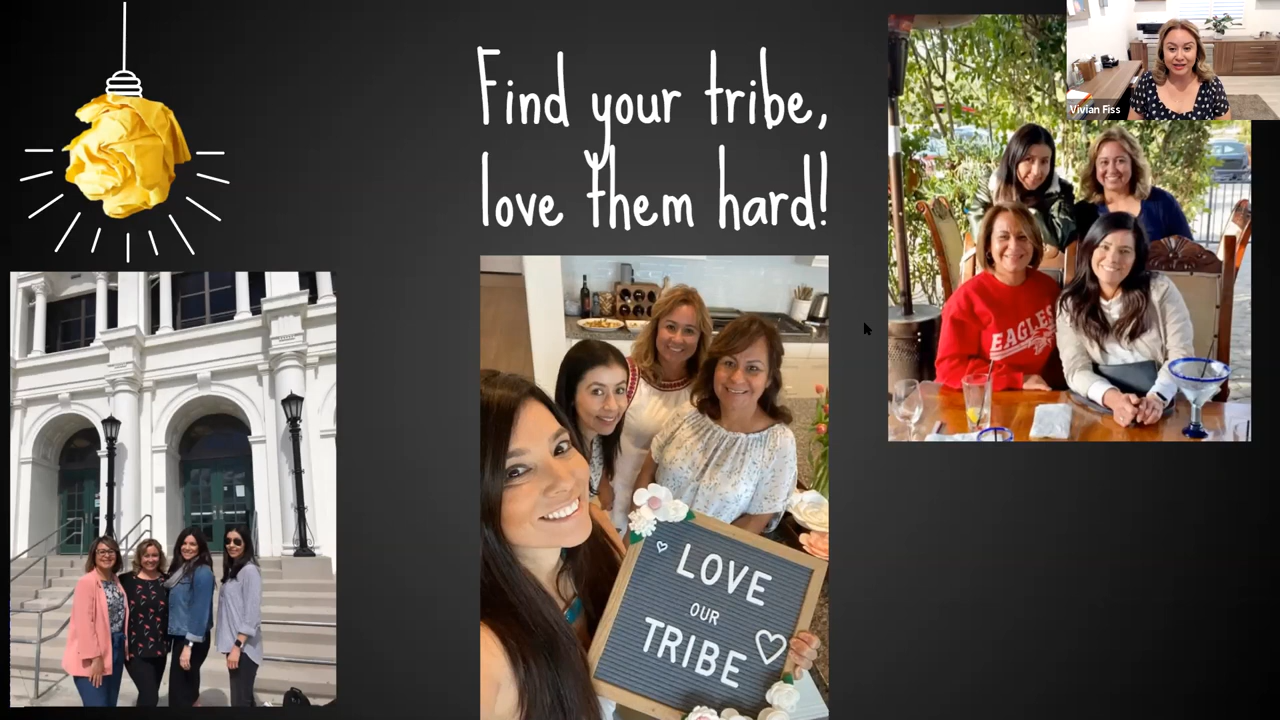 Find your tribe,
love them hard!
Vivian Fiss
EAGLES
LOVE
OUR
TRIBE